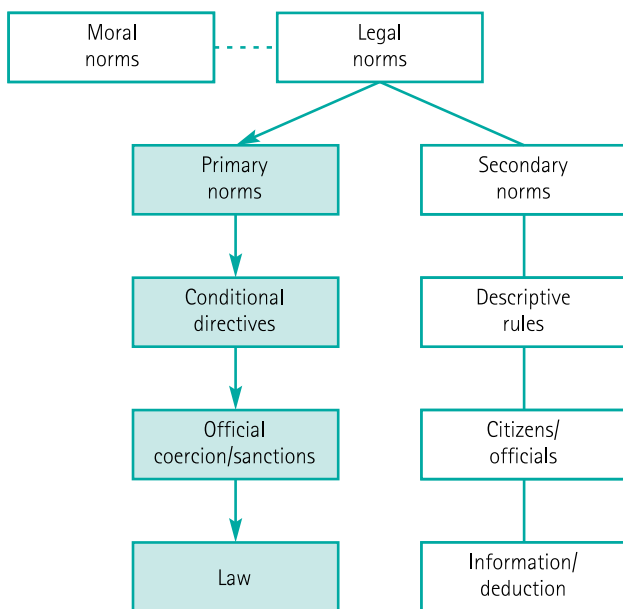 Moral
norms
Legal
norms
Primary
norms
Secondary
norms
Conditional
directives
Descriptive
rules
Official
coercion/sanctions
Citizens/
officials
Law
Information/
deduction